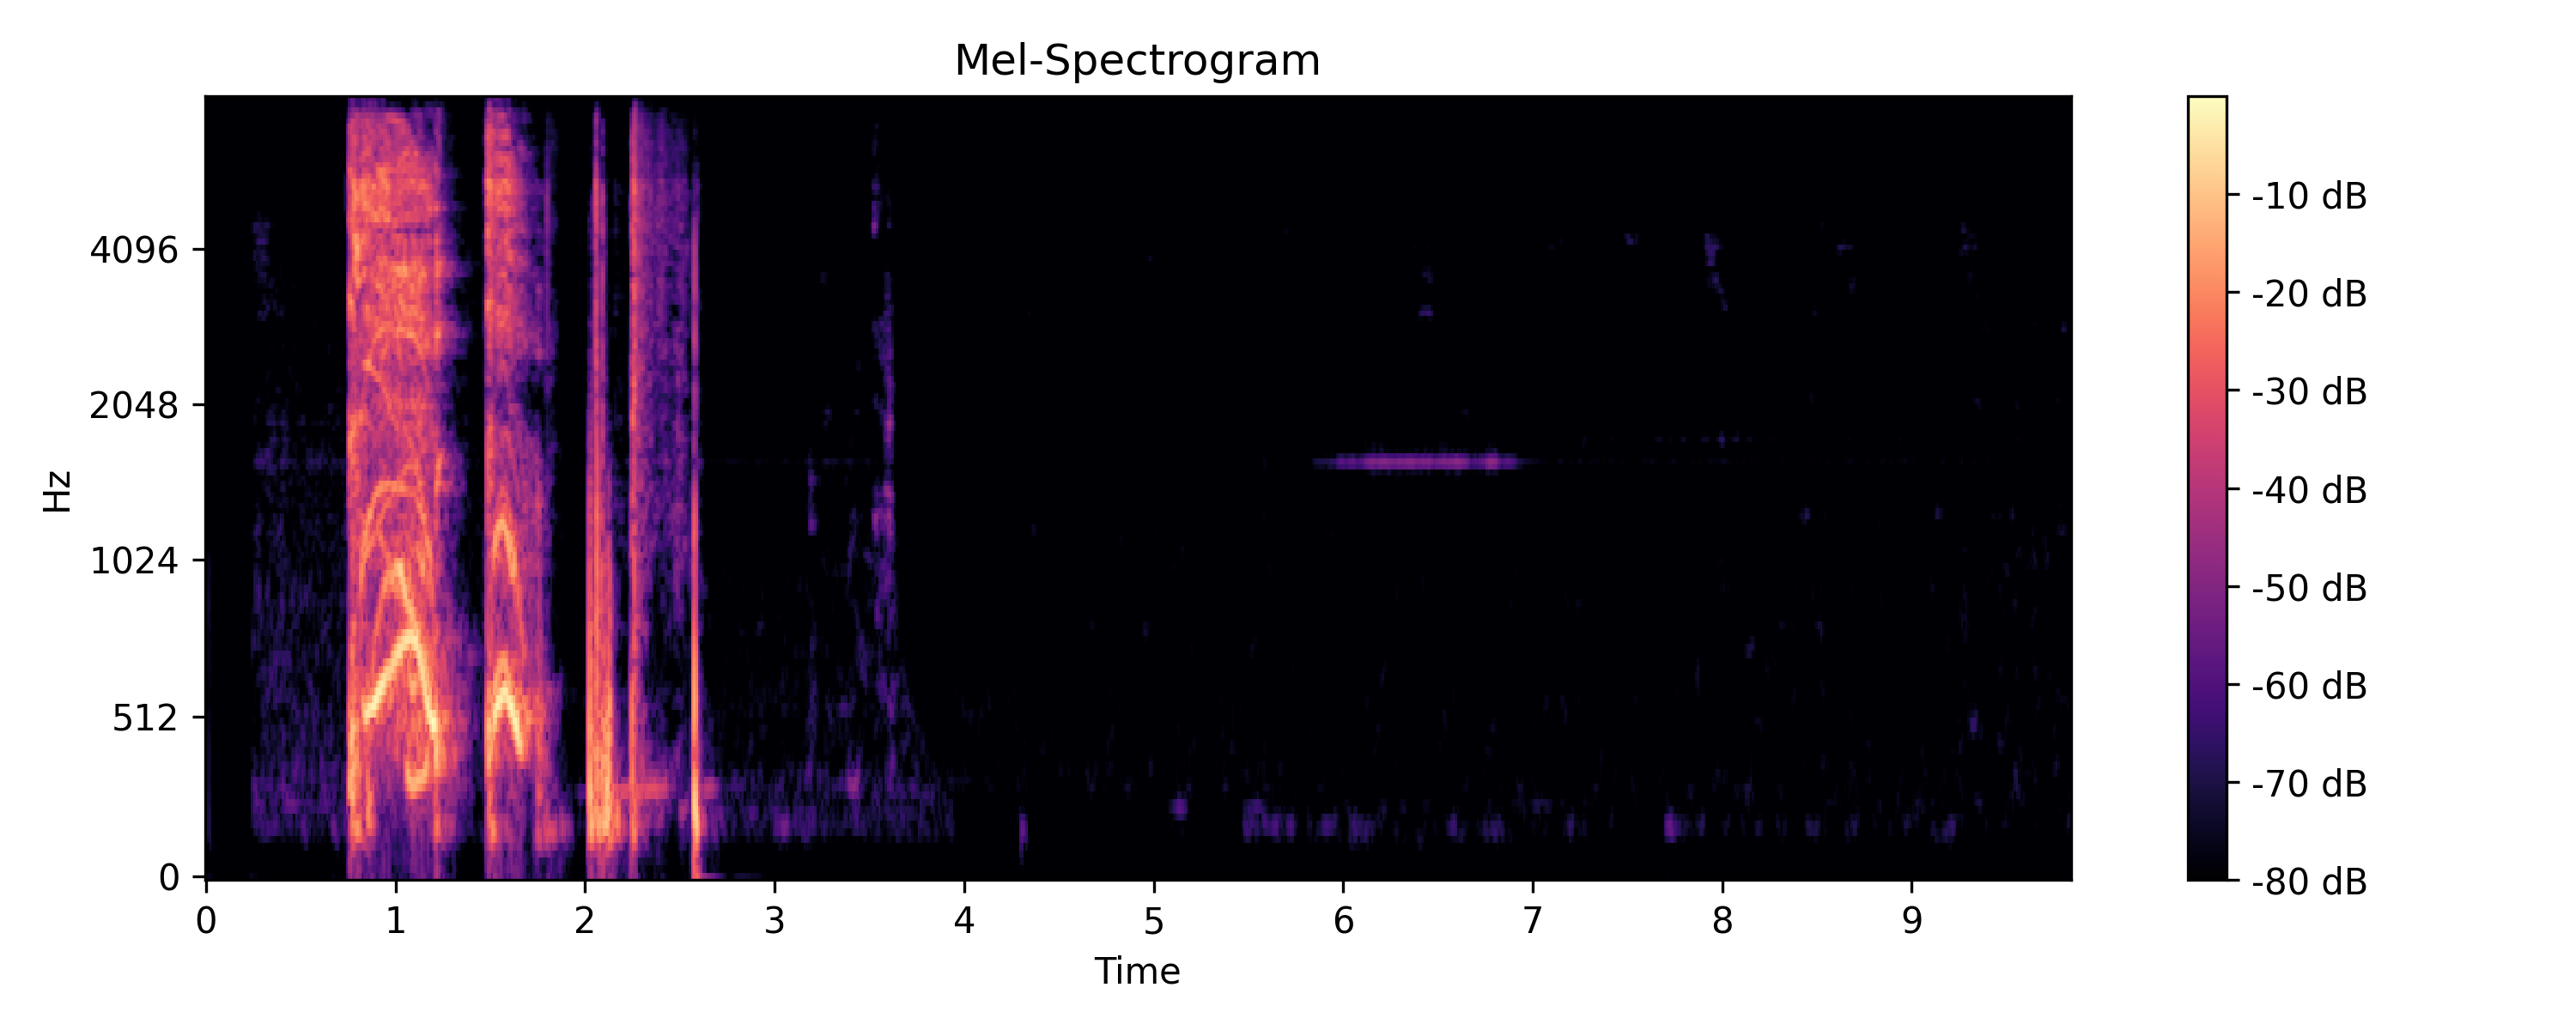 Mel-Spectrogram
Hz
4096
2048
1024
512
0
0 1 2 3 4 5 6 7 8 9
Time
-10 dB
-20 dB
-30 dB
-40 dB
-50 dB
-60 dB
-70 dB
-80 dB